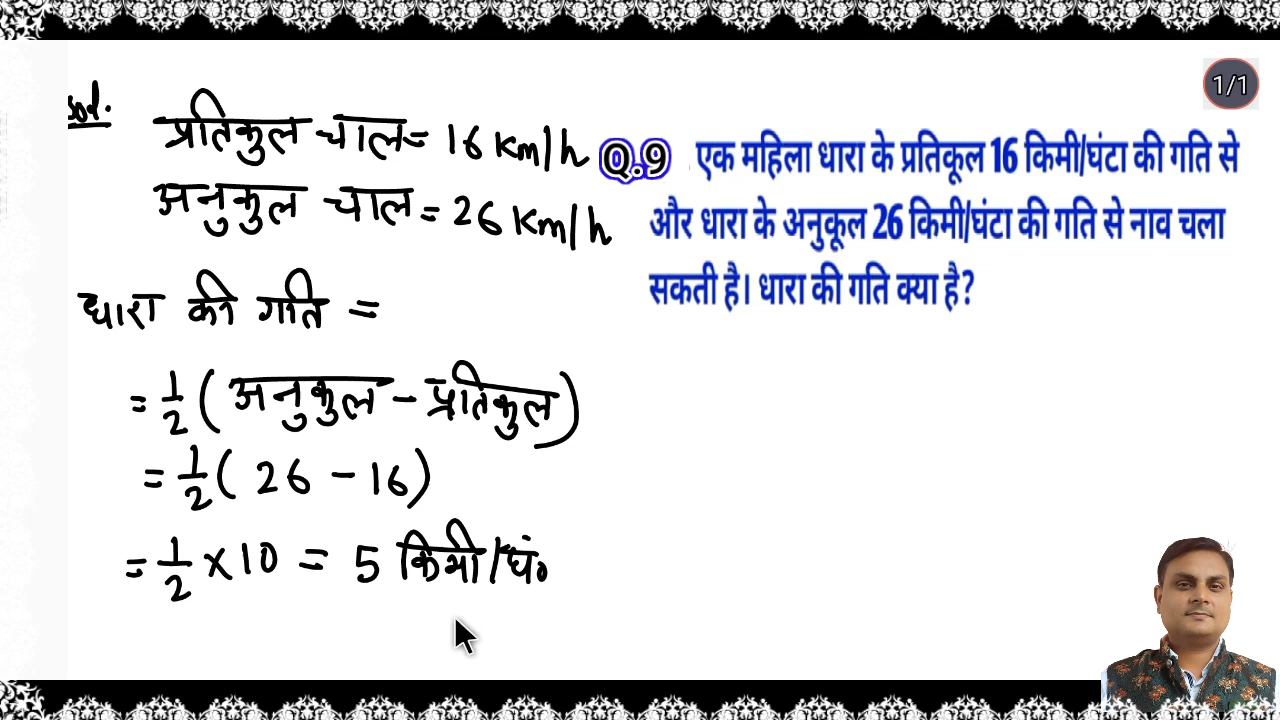 1/1
Sol.
प्रतिकुल चाल = 16 Km/h
अनुकुल चाल = 26 Km/h
धारा की गति =
= 1/2 (अनुकुल - प्रतिकुल)
= 1/2 (26 - 16)
= 1/2 × 10 = 5 किमी/घं०
Q.9 एक महिला धारा के प्रतिकूल 16 किमी/घंटा की गति से
और धारा के अनुकूल 26 किमी/घंटा की गति से नाव चला
सकती है। धारा की गति क्या है?